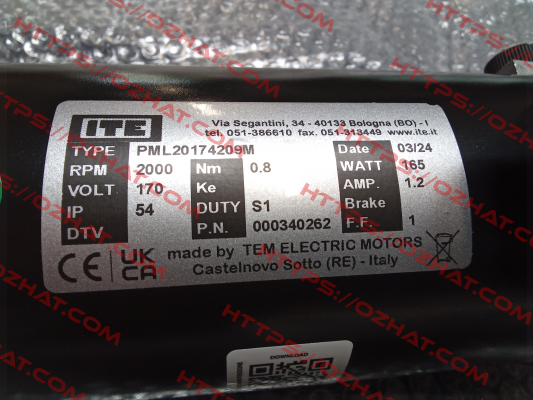 ITE
Via Segantini, 34 - 40133 Bologna (BO) - I
tel. 051-386610 fax. 051-313449 www.ite.it
TYPE PML20174209M Date 03/24
RPM 2000 Nm 0.8 WATT 165
VOLT 170 Ke AMP. 1.2
IP 54 DUTY S1 Brake
DTV P.N. 000340262 F.F. 1
CE UK CA made by TEM ELECTRIC MOTORS
Castelnovo Sotto (RE) - Italy
DOWNLOAD
HTTPS://OZHAT.COM